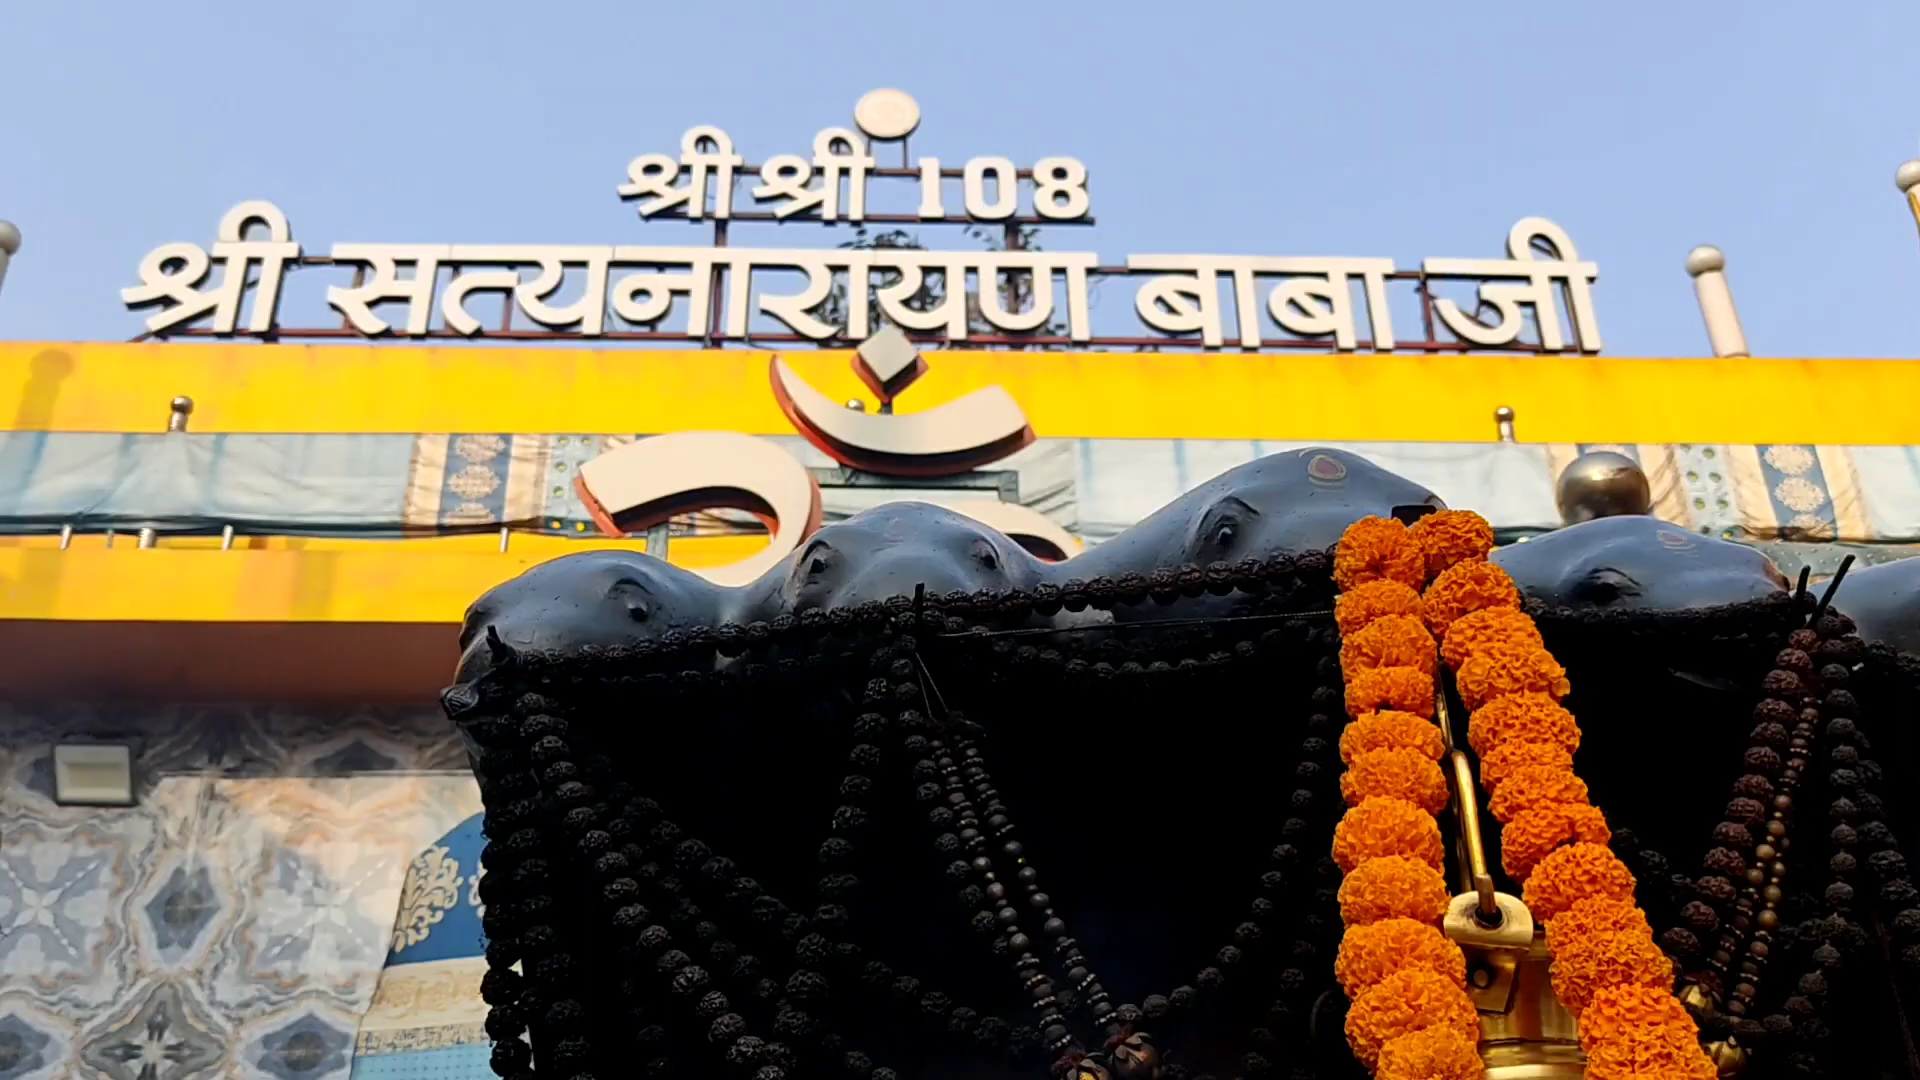 श्री श्री 108
श्री सत्यनारायण बाबा जी
ॐ